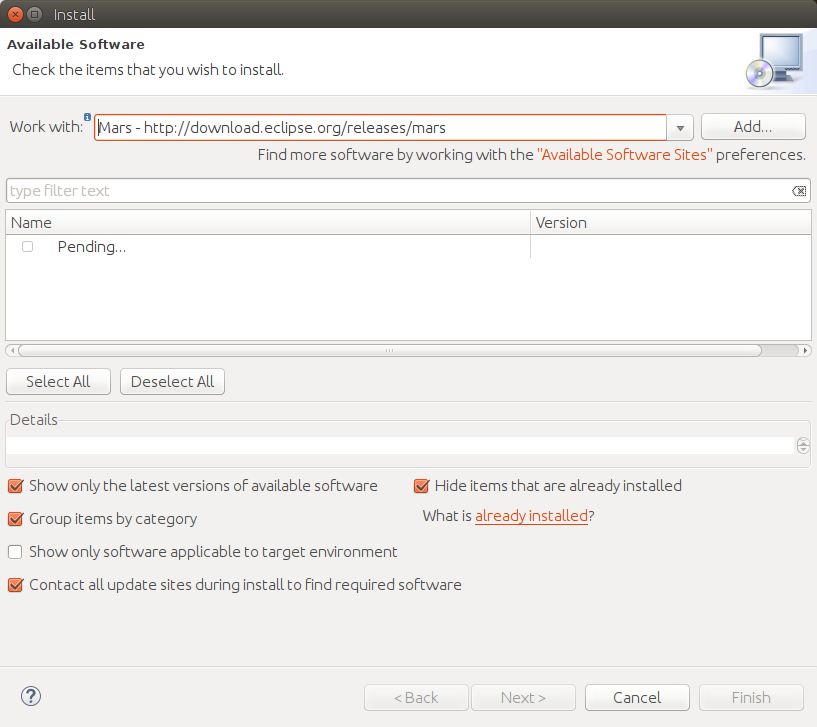 Install
Available Software
Check the items that you wish to install.
Work with: Mars - http://download.eclipse.org/releases/mars Add...
Find more software by working with the "Available Software Sites" preferences.
type filter text
Name Version
Pending...
Select All Deselect All
Details
Show only the latest versions of available software Hide items that are already installed
Group items by category What is already installed?
Show only software applicable to target environment
Contact all update sites during install to find required software
? < Back Next > Cancel Finish